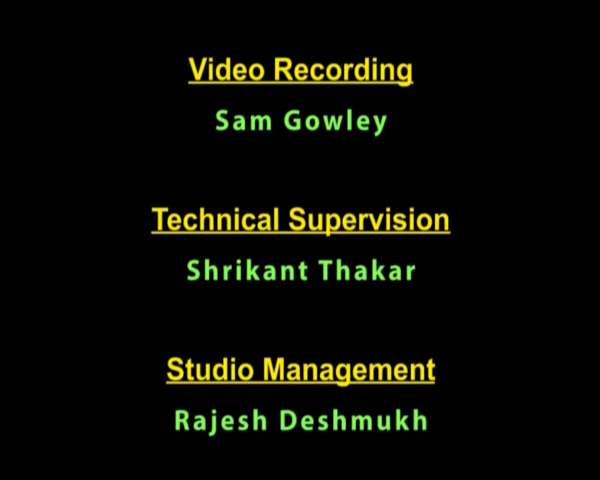 Video Recording
Sam Gowley
Technical Supervision
Shrikant Thakar
Studio Management
Rajesh Deshmukh